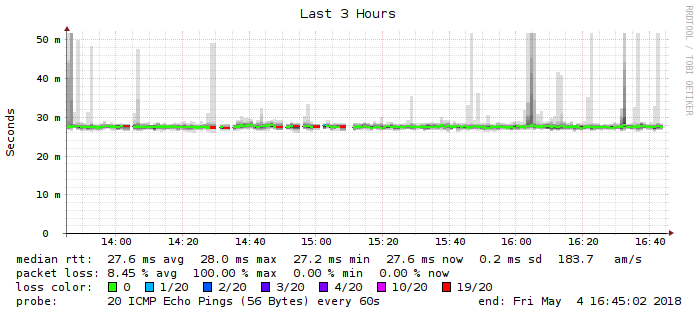 Last 3 Hours
RRDTOOL / TOBI OETIKER
Seconds
50 m
40 m
30 m
20 m
10 m
0
14:00 14:20 14:40 15:00 15:20 15:40 16:00 16:20 16:40
median rtt: 27.6 ms avg 28.0 ms max 27.2 ms min 27.6 ms now 0.2 ms sd 183.7 am/s
packet loss: 8.45 % avg 100.00 % max 0.00 % min 0.00 % now
loss color: 0 1/20 2/20 3/20 4/20 10/20 19/20
probe: 20 ICMP Echo Pings (56 Bytes) every 60s end: Fri May 4 16:45:02 2018